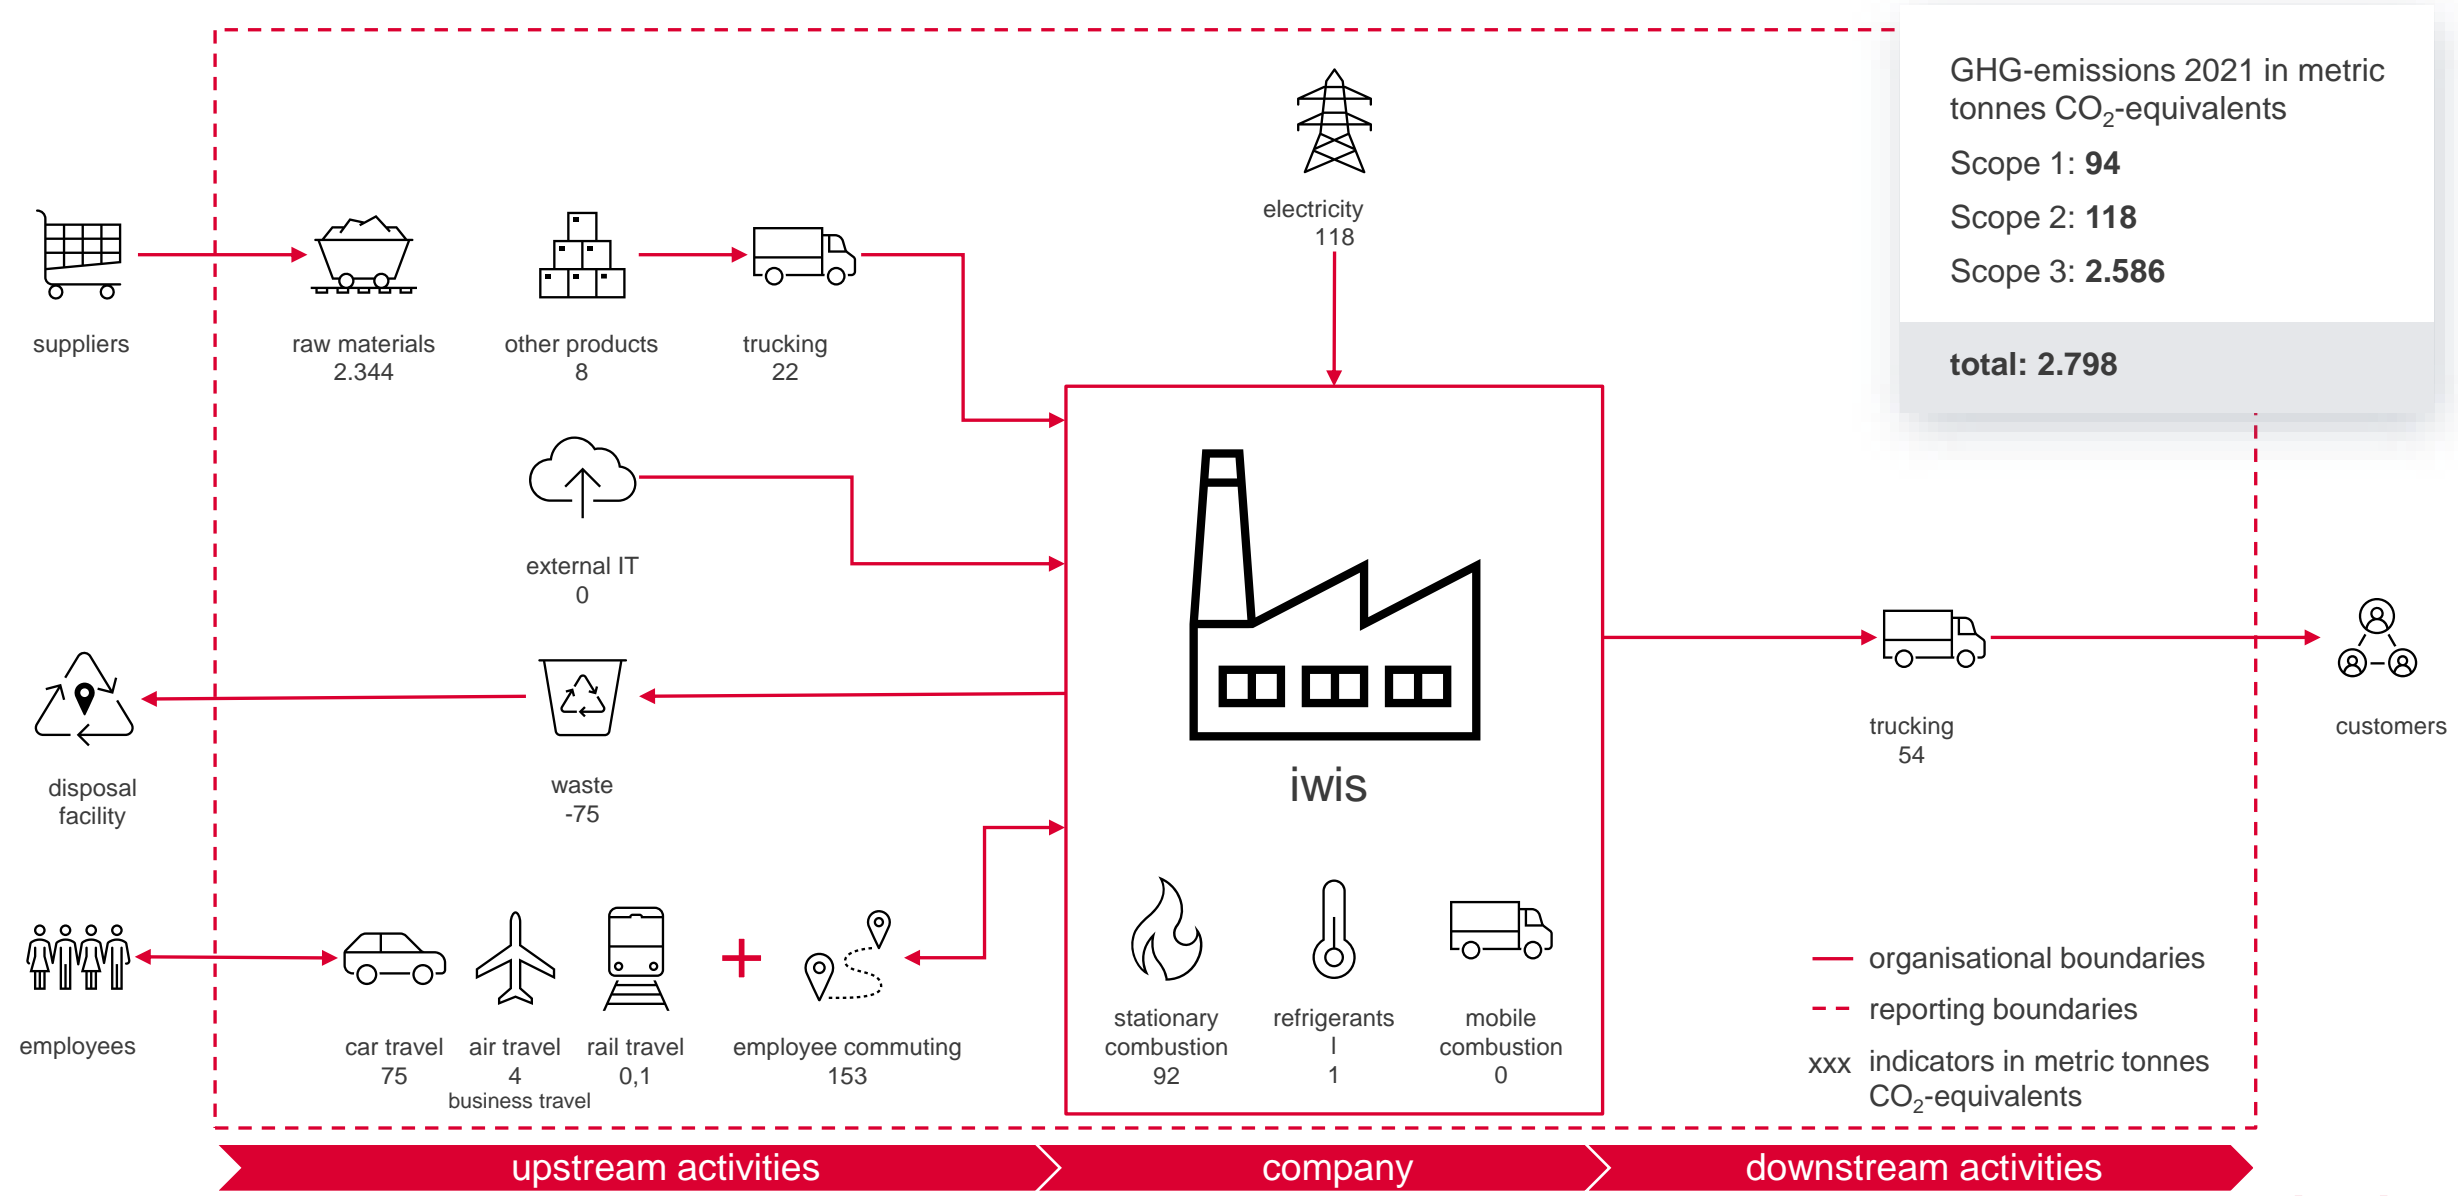 GHG-emissions 2021 in metric
tonnes CO₂-equivalents
Scope 1: 94
Scope 2: 118
Scope 3: 2.586
total: 2.798
electricity
118
suppliers
raw materials
2.344
other products
8
trucking
22
external IT
0
disposal
facility
waste
-75
iwis
trucking
54
customers
employees
car travel
75
air travel
4
rail travel
0,1
business travel
employee commuting
153
stationary
combustion
92
refrigerants
l
1
mobile
combustion
0
organisational boundaries
reporting boundaries
xxx indicators in metric tonnes
CO₂-equivalents
upstream activities
company
downstream activities